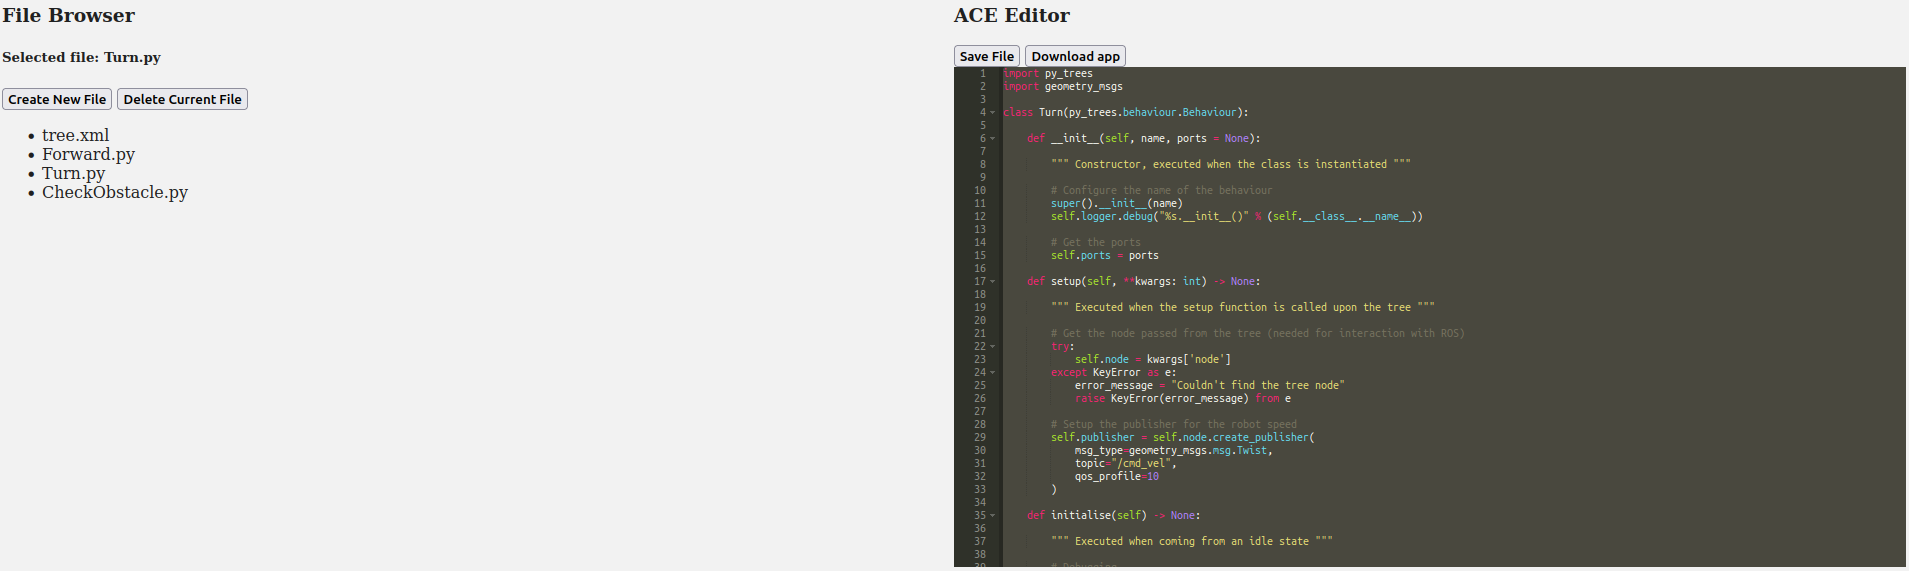 File Browser
Selected file: Turn.py
Create New File
Delete Current File
tree.xml
Forward.py
Turn.py
CheckObstacle.py
ACE Editor
Save File
Download app
1 import py_trees
2 import geometry_msgs
3
4 class Turn(py_trees.behaviour.Behaviour):
5
6     def __init__(self, name, ports = None):
7
8         """ Constructor, executed when the class is instantiated """
9
10         # Configure the name of the behaviour
11         super().__init__(name)
12         self.logger.debug("%s.__init__()" % (self.__class__.__name__))
13
14         # Get the ports
15         self.ports = ports
16
17     def setup(self, **kwargs: int) -> None:
18
19         """ Executed when the setup function is called upon the tree """
20
21         # Get the node passed from the tree (needed for interaction with ROS)
22         try:
23             self.node = kwargs['node']
24         except KeyError as e:
25             error_message = "Couldn't find the tree node"
26             raise KeyError(error_message) from e
27
28         # Setup the publisher for the robot speed
29         self.publisher = self.node.create_publisher(
30             msg_type=geometry_msgs.msg.Twist,
31             topic="/cmd_vel",
32             qos_profile=10
33         )
34
35     def initialise(self) -> None:
36
37         """ Executed when coming from an idle state """
38
39         # Debugging